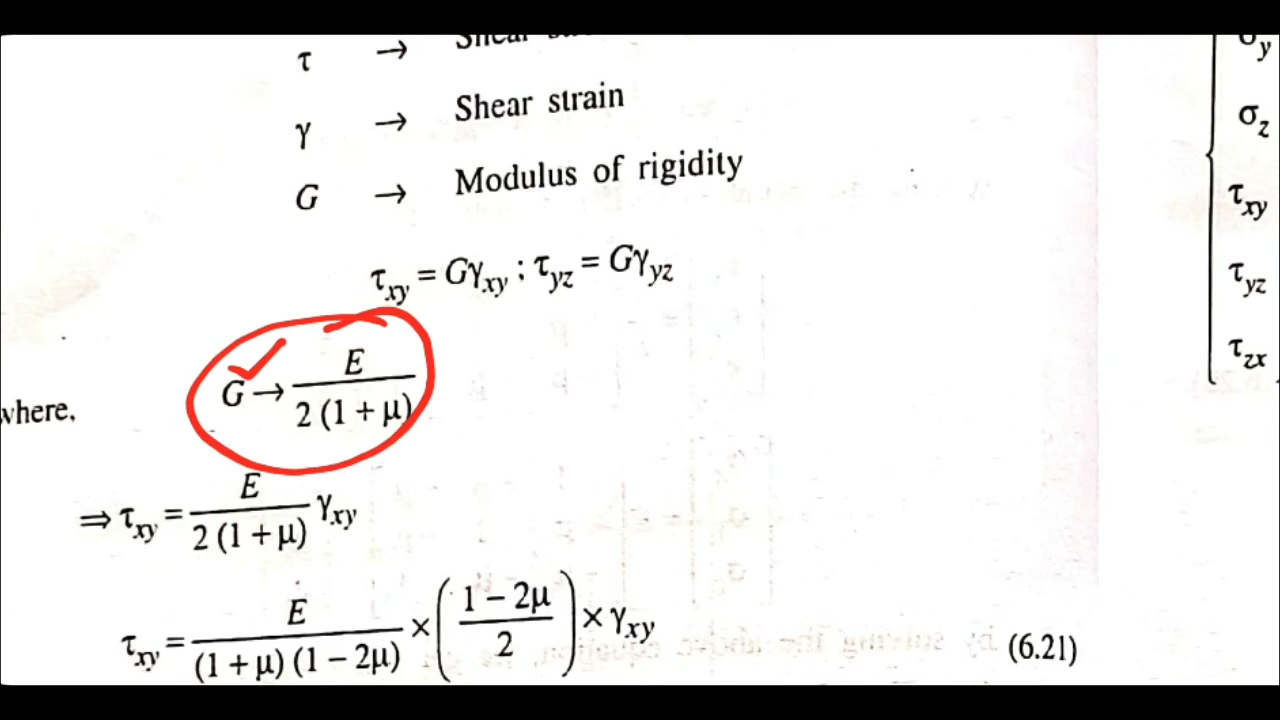 τ → Shear
γ → Shear strain
G → Modulus of rigidity
τxy = Gγxy ; τyz = Gγyz
where, G → E / 2 (1 + μ)
⇒ τxy = E / 2 (1 + μ) γxy
τxy = E / (1 + μ) (1 − 2μ) × ( 1 − 2μ / 2 ) × γxy (6.21)
σy
σz
τxy
τyz
τzx